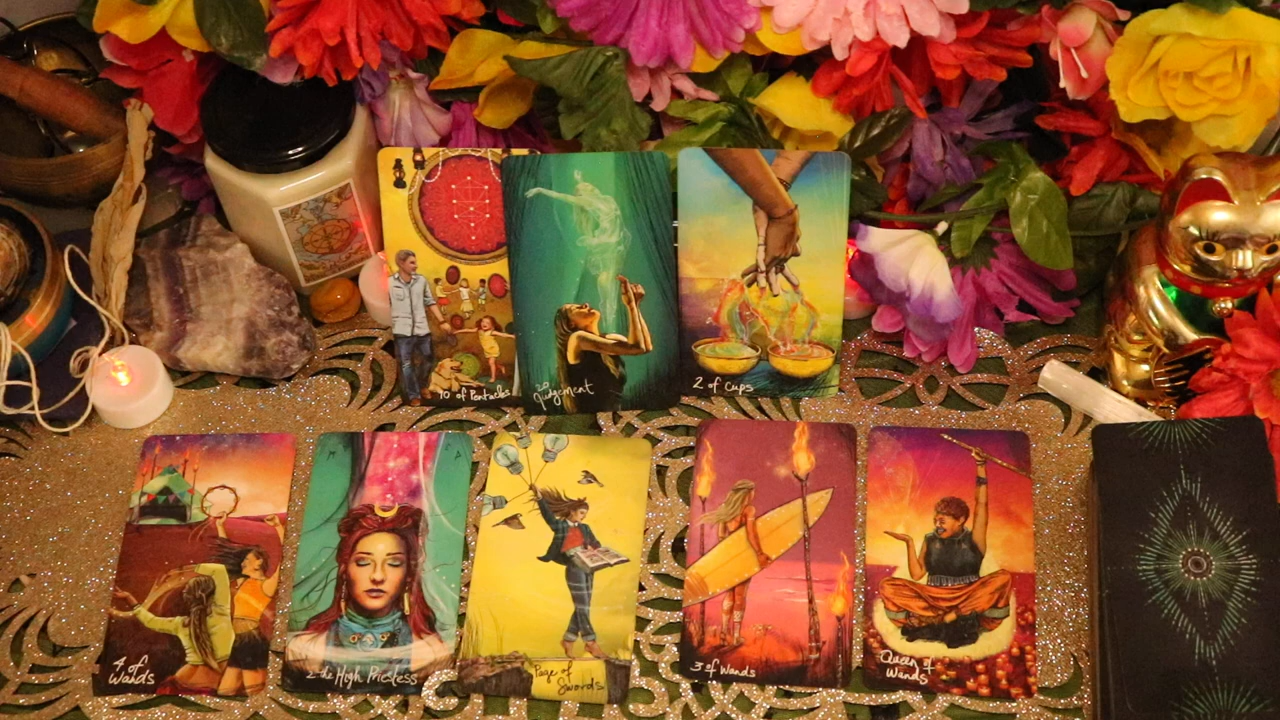 10 of Pentacles
20
Judgement
2 of Cups
4 of
Wands
2 the High Priestess
Page of
Swords
3 of Wands
Queen of
Wands